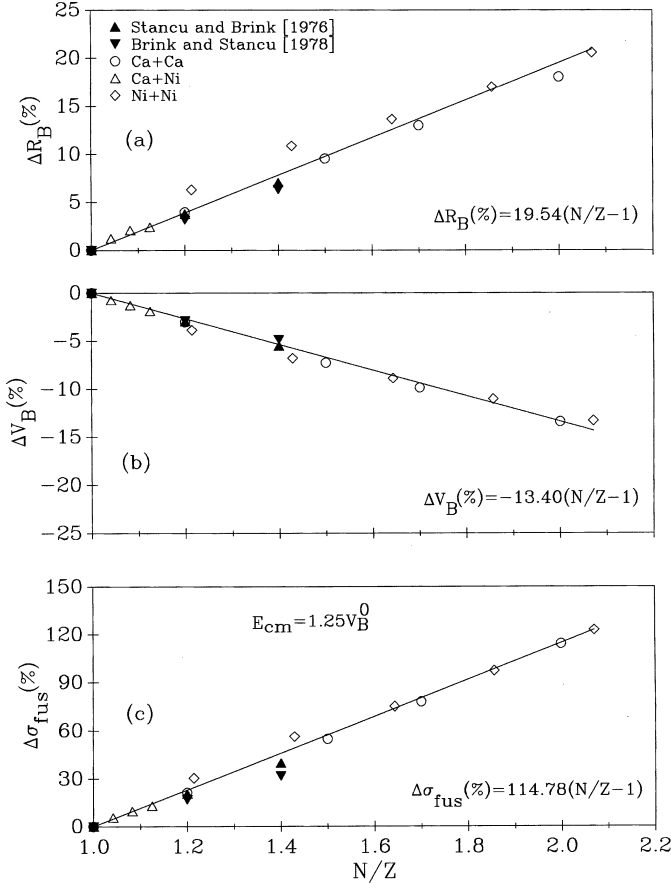 25
20
15
10
5
0
ΔR_B(%)
▲ Stancu and Brink [1976]
▼ Brink and Stancu [1978]
○ Ca+Ca
△ Ca+Ni
◇ Ni+Ni
(a)
ΔR_B(%)=19.54(N/Z−1)
0
−5
−10
−15
−20
−25
ΔV_B(%)
(b)
ΔV_B(%)=−13.40(N/Z−1)
150
120
90
60
30
0
Δσ_fus(%)
E_cm=1.25V_B^0
(c)
Δσ_fus(%)=114.78(N/Z−1)
1.0 1.2 1.4 1.6 1.8 2.0 2.2
N/Z